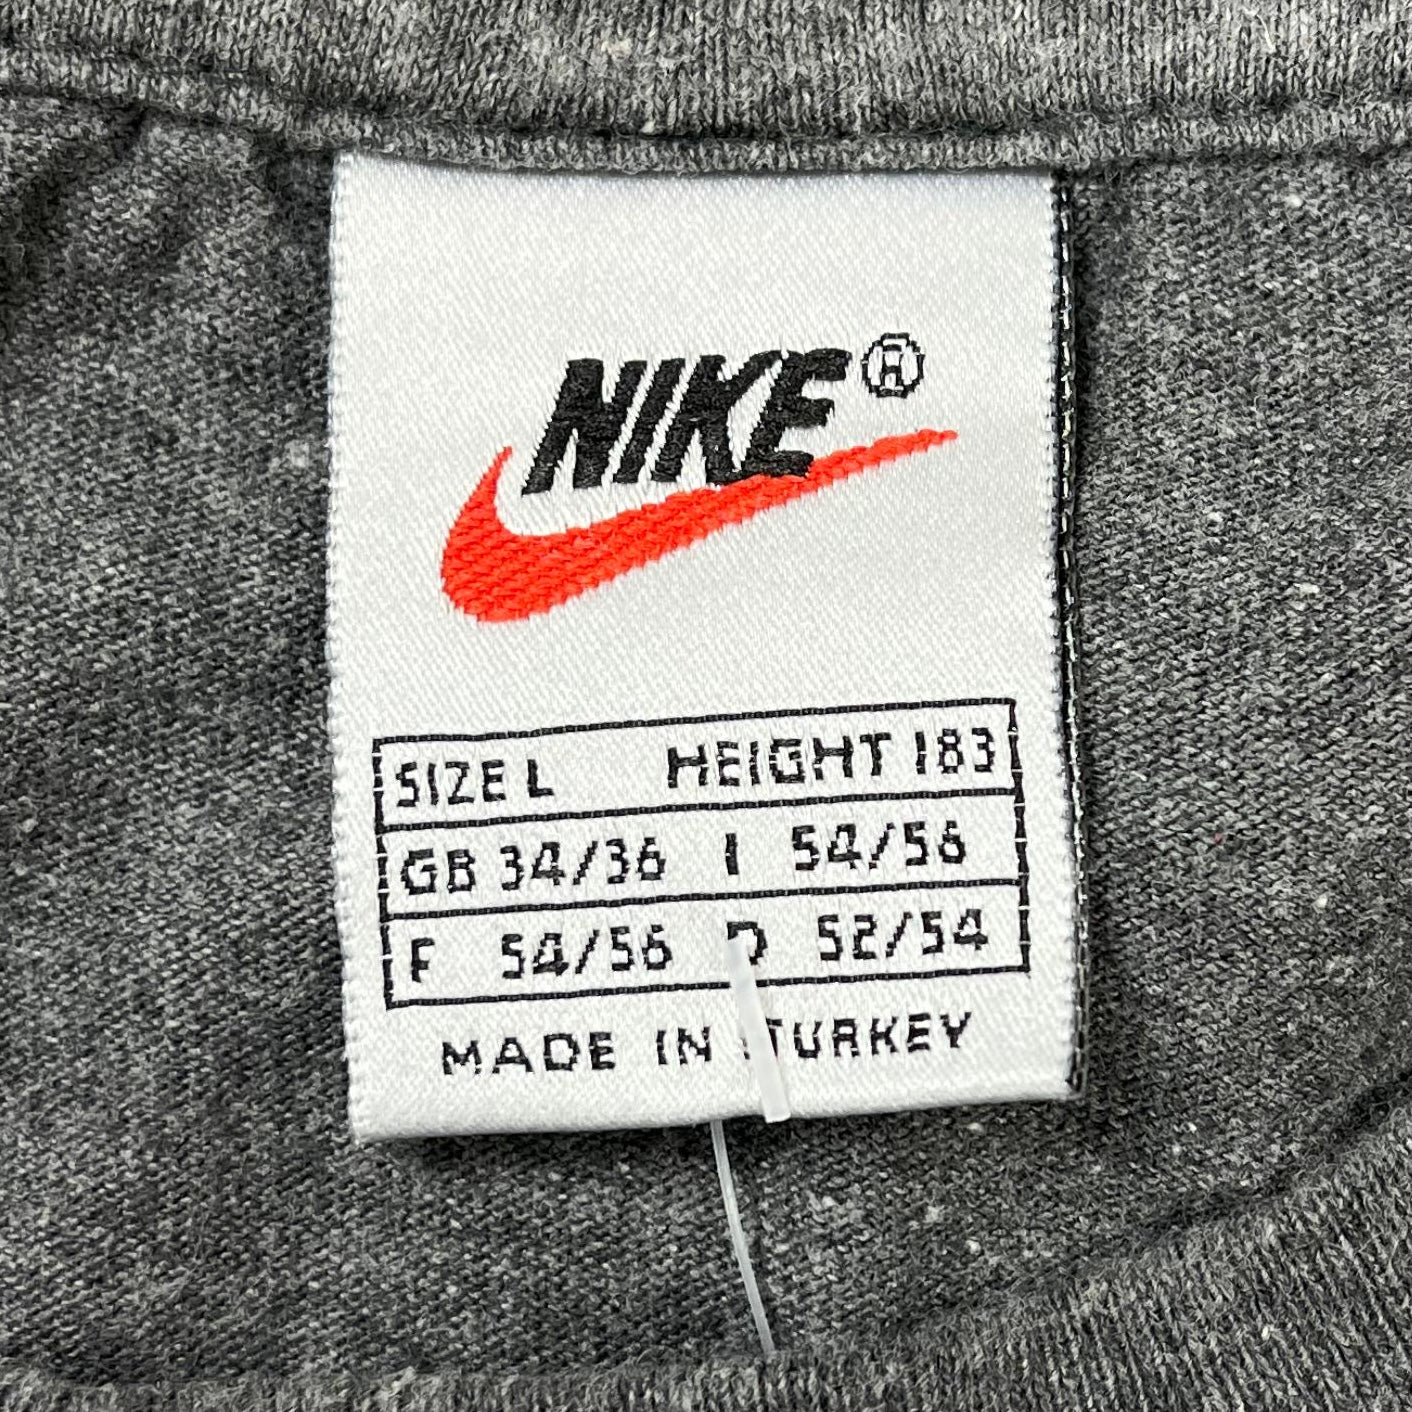 NIKE®
SIZE L HEIGHT 183
GB 34/36 I 54/56
F 54/56 D 52/54
MADE IN TURKEY